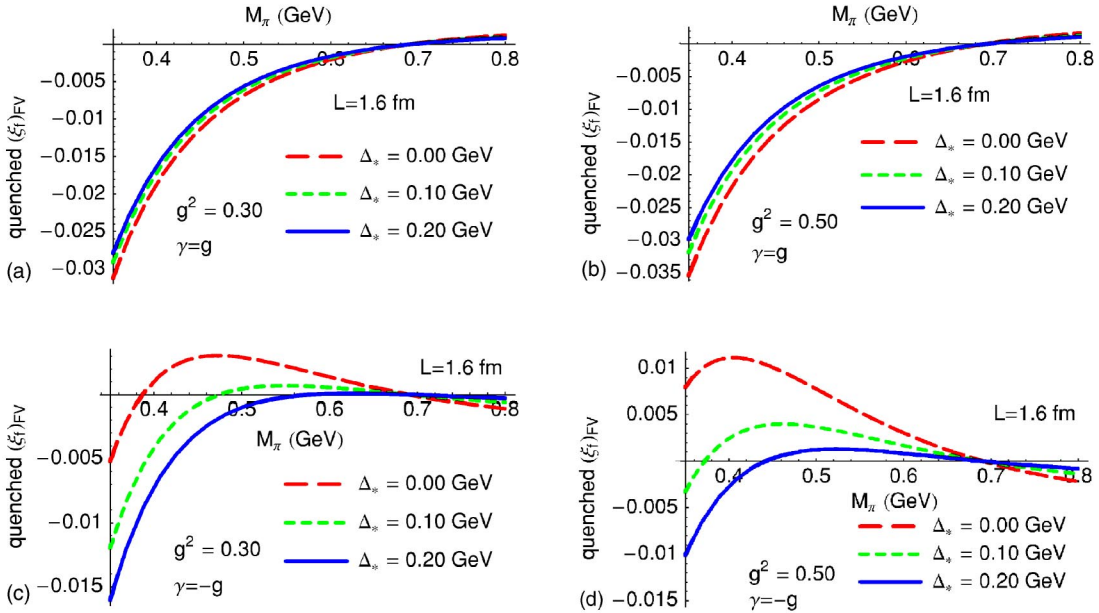 M_π (GeV)
0.4 0.5 0.6 0.7 0.8
-0.005
-0.01
-0.015
-0.02
-0.025
-0.03
quenched (ξ_f)_FV
L=1.6 fm
Δ_* = 0.00 GeV
Δ_* = 0.10 GeV
Δ_* = 0.20 GeV
g² = 0.30
γ=g
(a)
M_π (GeV)
0.4 0.5 0.6 0.7 0.8
-0.005
-0.01
-0.015
-0.02
-0.025
-0.03
-0.035
quenched (ξ_f)_FV
L=1.6 fm
Δ_* = 0.00 GeV
Δ_* = 0.10 GeV
Δ_* = 0.20 GeV
g² = 0.50
γ=g
(b)
L=1.6 fm
0.4 0.5 0.6 0.7 0.8
M_π (GeV)
-0.005
-0.01
-0.015
quenched (ξ_f)_FV
Δ_* = 0.00 GeV
Δ_* = 0.10 GeV
Δ_* = 0.20 GeV
g² = 0.30
γ=-g
(c)
0.01
0.005
-0.005
-0.01
quenched (ξ_f)_FV
L=1.6 fm
0.4 0.5 0.6 0.7 0.8
M_π (GeV)
Δ_* = 0.00 GeV
Δ_* = 0.10 GeV
Δ_* = 0.20 GeV
g² = 0.50
γ=-g
(d)